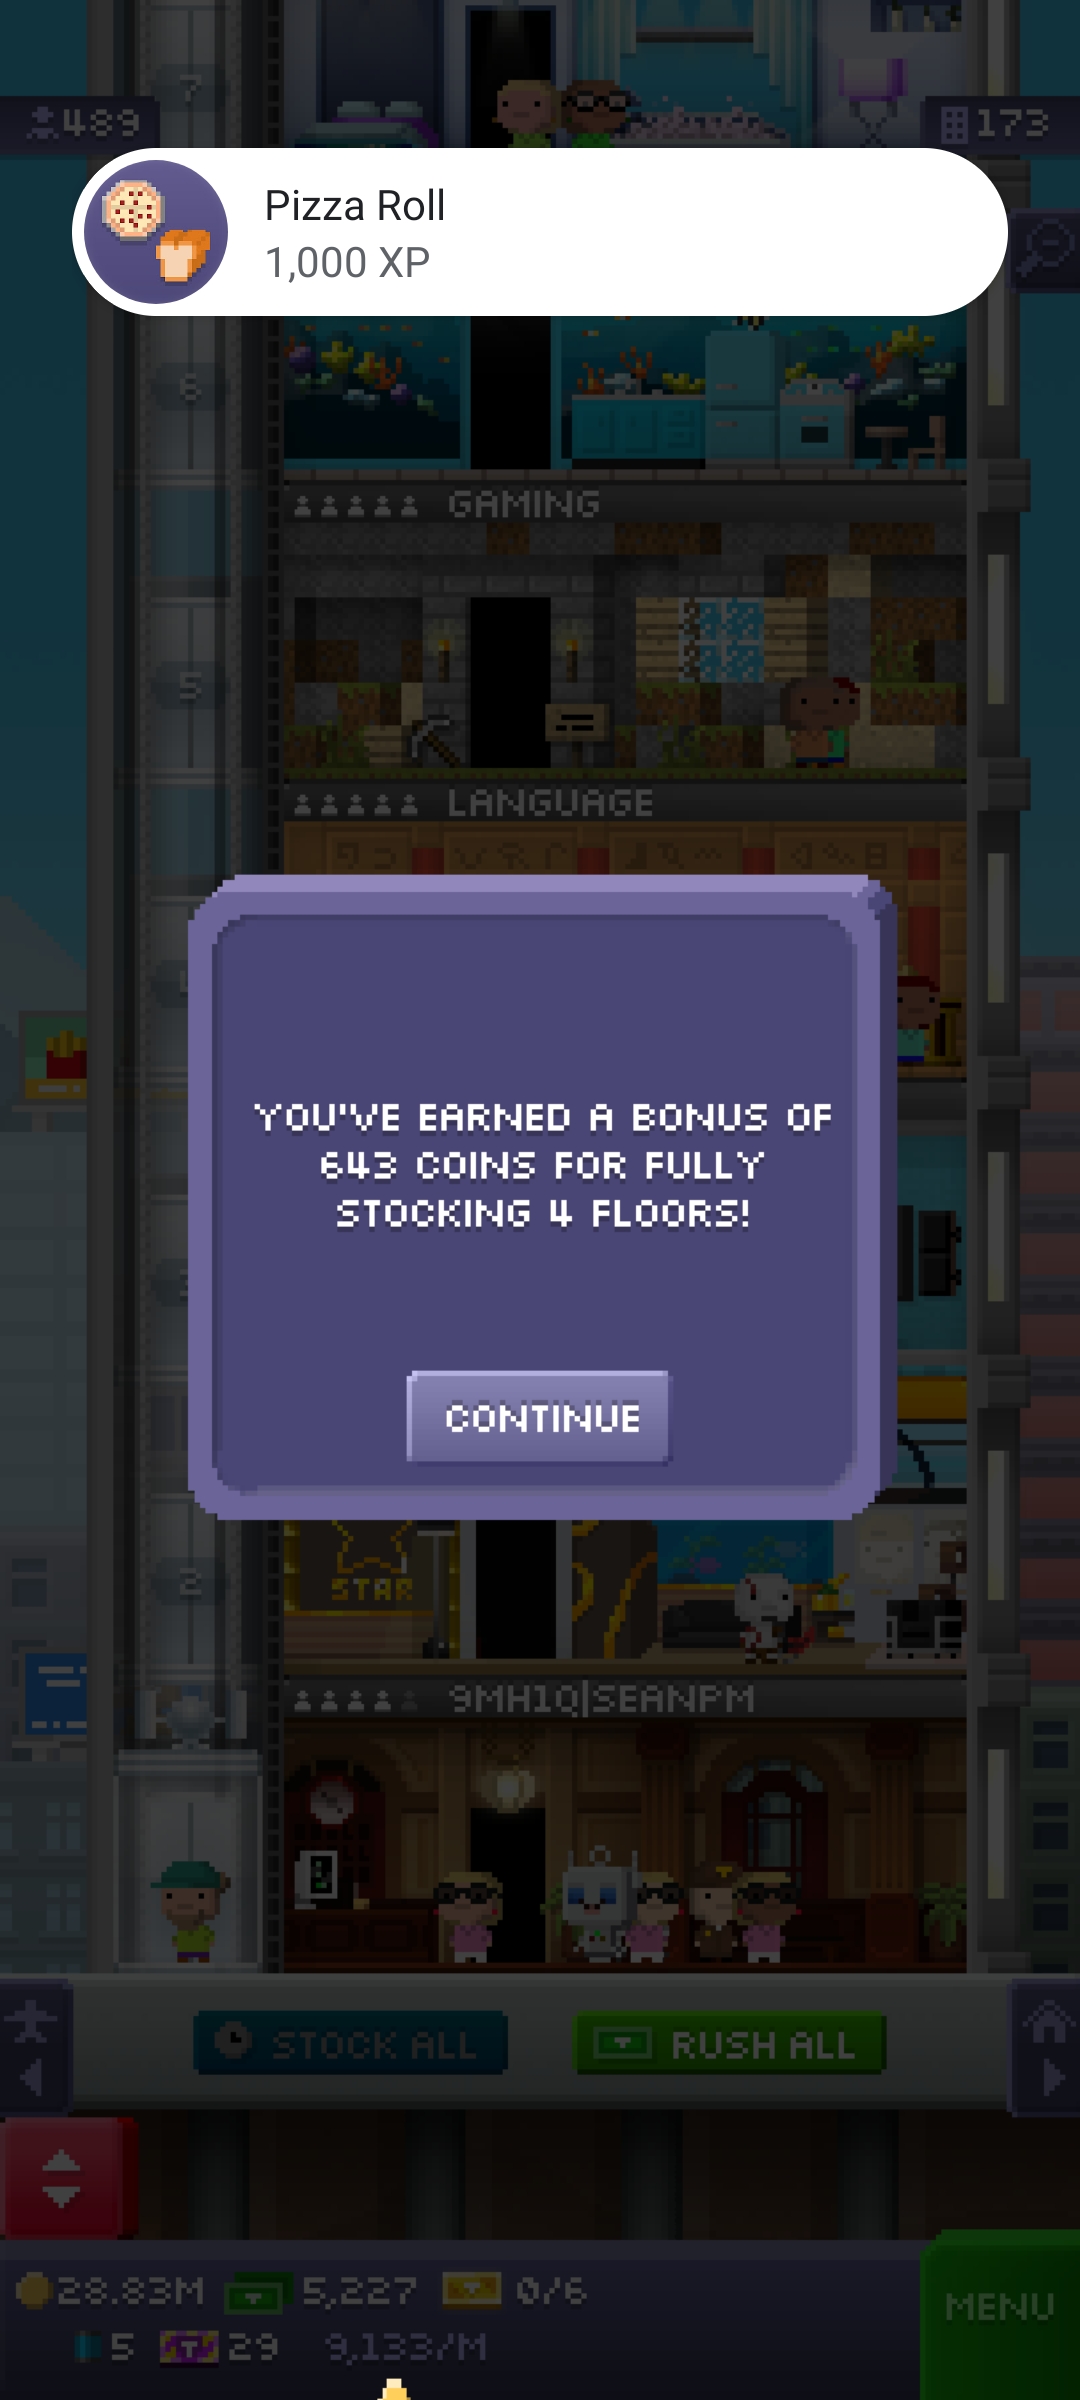 7
489
173
Pizza Roll
1,000 XP
6
GAMING
5
LANGUAGE
YOU'VE EARNED A BONUS OF
643 COINS FOR FULLY
STOCKING 4 FLOORS!
CONTINUE
2
STAR
9MH1Q|SEANPM
STOCK ALL
RUSH ALL
28.83M
5,227
0/6
MENU
5
29
9,133/M